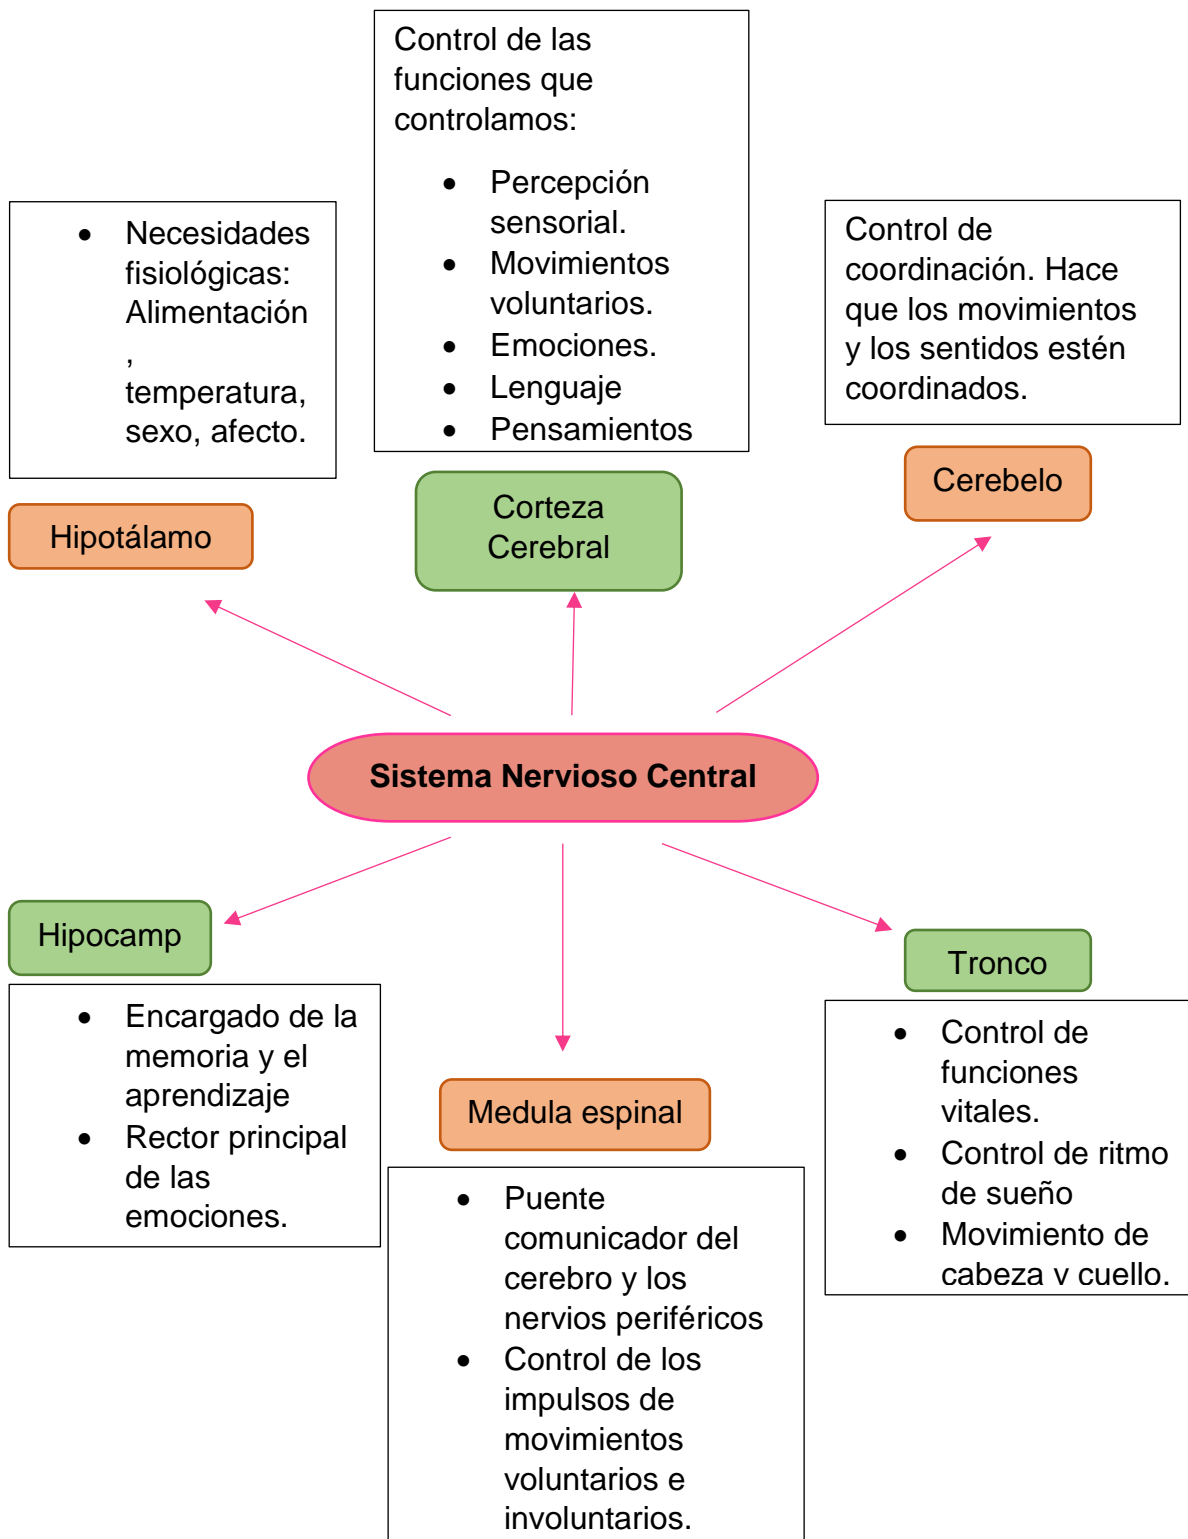 Control de las
funciones que
controlamos:
• Percepción
sensorial.
• Movimientos
voluntarios.
• Emociones.
• Lenguaje
• Pensamientos
• Necesidades
fisiológicas:
Alimentación
,
temperatura,
sexo, afecto.
Control de
coordinación. Hace
que los movimientos
y los sentidos estén
coordinados.
Hipotálamo
Corteza
Cerebral
Cerebelo
Sistema Nervioso Central
Hipocamp
• Encargado de la
memoria y el
aprendizaje
• Rector principal
de las
emociones.
Medula espinal
• Puente
comunicador del
cerebro y los
nervios periféricos
• Control de los
impulsos de
movimientos
voluntarios e
involuntarios.
Tronco
• Control de
funciones
vitales.
• Control de ritmo
de sueño
• Movimiento de
cabeza y cuello.